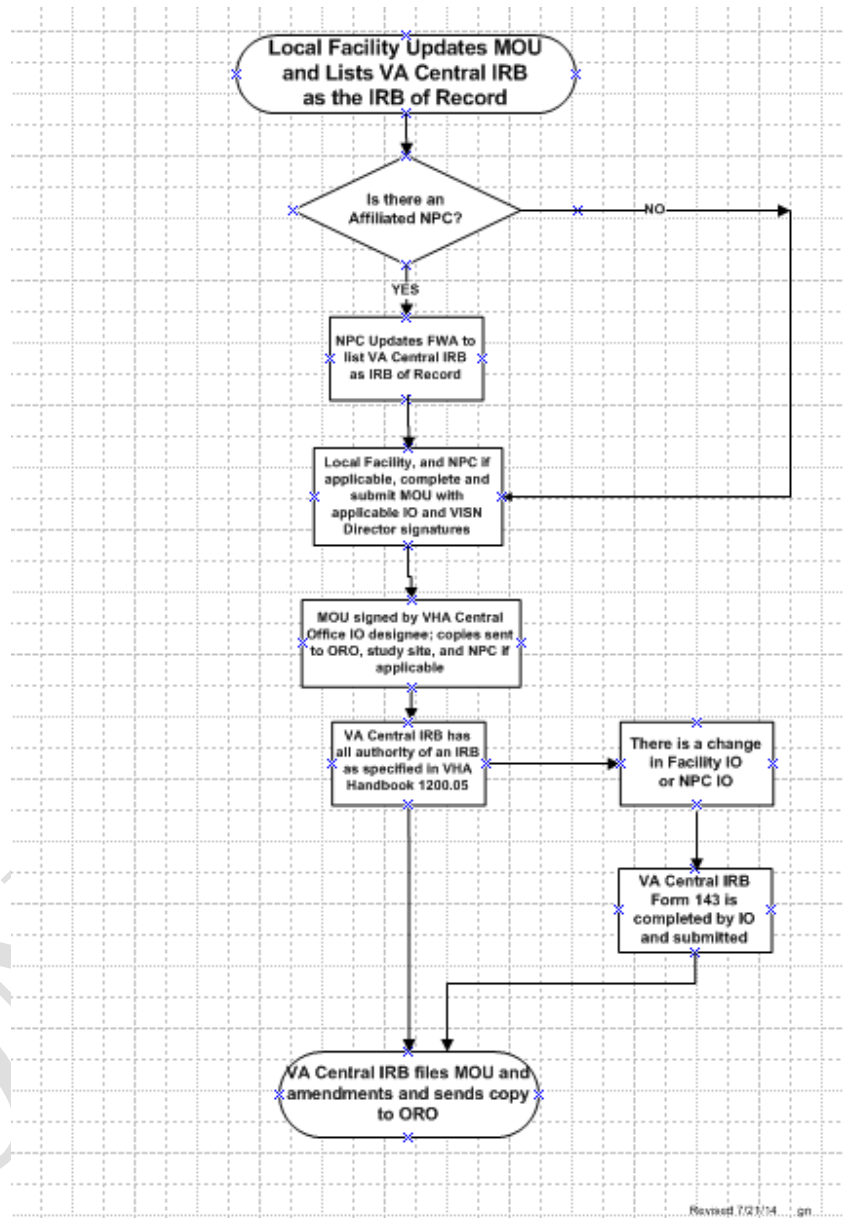 Local Facility Updates MOU
and Lists VA Central IRB
as the IRB of Record
Is there an
Affiliated NPC?
NO
YES
NPC Updates FWA to
list VA Central IRB
as IRB of Record
Local Facility, and NPC if
applicable, complete and
submit MOU with
applicable IO and VISN
Director signatures
MOU signed by VHA Central
Office IO designee; copies sent
to ORO, study site, and NPC if
applicable
VA Central IRB has
all authority of an IRB
as specified in VHA
Handbook 1200.05
There is a change
in Facility IO
or NPC IO
VA Central IRB
Form 143 is
completed by IO
and submitted
VA Central IRB files MOU and
amendments and sends copy
to ORO
Revised 7/21/14 gn